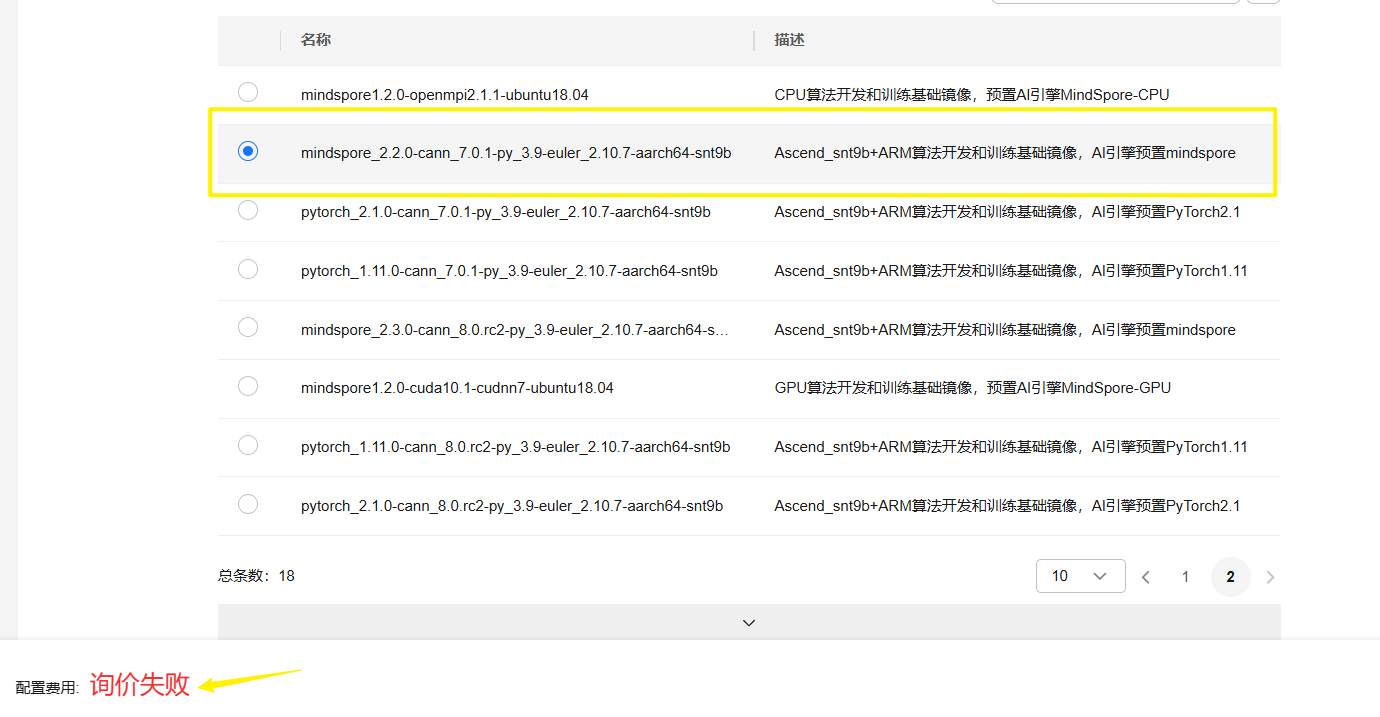 名称 描述
mindspore1.2.0-openmpi2.1.1-ubuntu18.04 CPU算法开发和训练基础镜像，预置AI引擎MindSpore-CPU
mindspore_2.2.0-cann_7.0.1-py_3.9-euler_2.10.7-aarch64-snt9b Ascend_snt9b+ARM算法开发和训练基础镜像，AI引擎预置mindspore
pytorch_2.1.0-cann_7.0.1-py_3.9-euler_2.10.7-aarch64-snt9b Ascend_snt9b+ARM算法开发和训练基础镜像，AI引擎预置PyTorch2.1
pytorch_1.11.0-cann_7.0.1-py_3.9-euler_2.10.7-aarch64-snt9b Ascend_snt9b+ARM算法开发和训练基础镜像，AI引擎预置PyTorch1.11
mindspore_2.3.0-cann_8.0.rc2-py_3.9-euler_2.10.7-aarch64-s... Ascend_snt9b+ARM算法开发和训练基础镜像，AI引擎预置mindspore
mindspore1.2.0-cuda10.1-cudnn7-ubuntu18.04 GPU算法开发和训练基础镜像，预置AI引擎MindSpore-GPU
pytorch_1.11.0-cann_8.0.rc2-py_3.9-euler_2.10.7-aarch64-snt9b Ascend_snt9b+ARM算法开发和训练基础镜像，AI引擎预置PyTorch1.11
pytorch_2.1.0-cann_8.0.rc2-py_3.9-euler_2.10.7-aarch64-snt9b Ascend_snt9b+ARM算法开发和训练基础镜像，AI引擎预置PyTorch2.1
总条数：18 10 1 2
配置费用: 询价失败